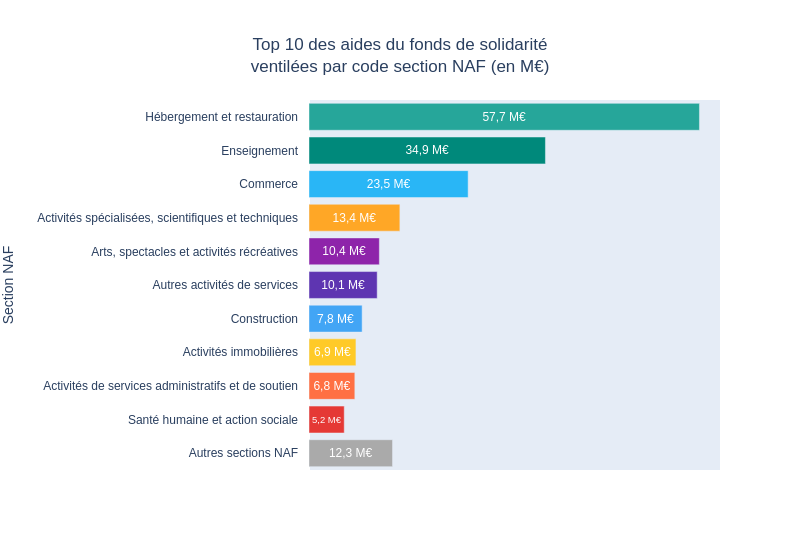 Top 10 des aides du fonds de solidarité
ventilées par code section NAF (en M€)
Section NAF
Hébergement et restauration 57,7 M€
Enseignement 34,9 M€
Commerce 23,5 M€
Activités spécialisées, scientifiques et techniques 13,4 M€
Arts, spectacles et activités récréatives 10,4 M€
Autres activités de services 10,1 M€
Construction 7,8 M€
Activités immobilières 6,9 M€
Activités de services administratifs et de soutien 6,8 M€
Santé humaine et action sociale 5,2 M€
Autres sections NAF 12,3 M€